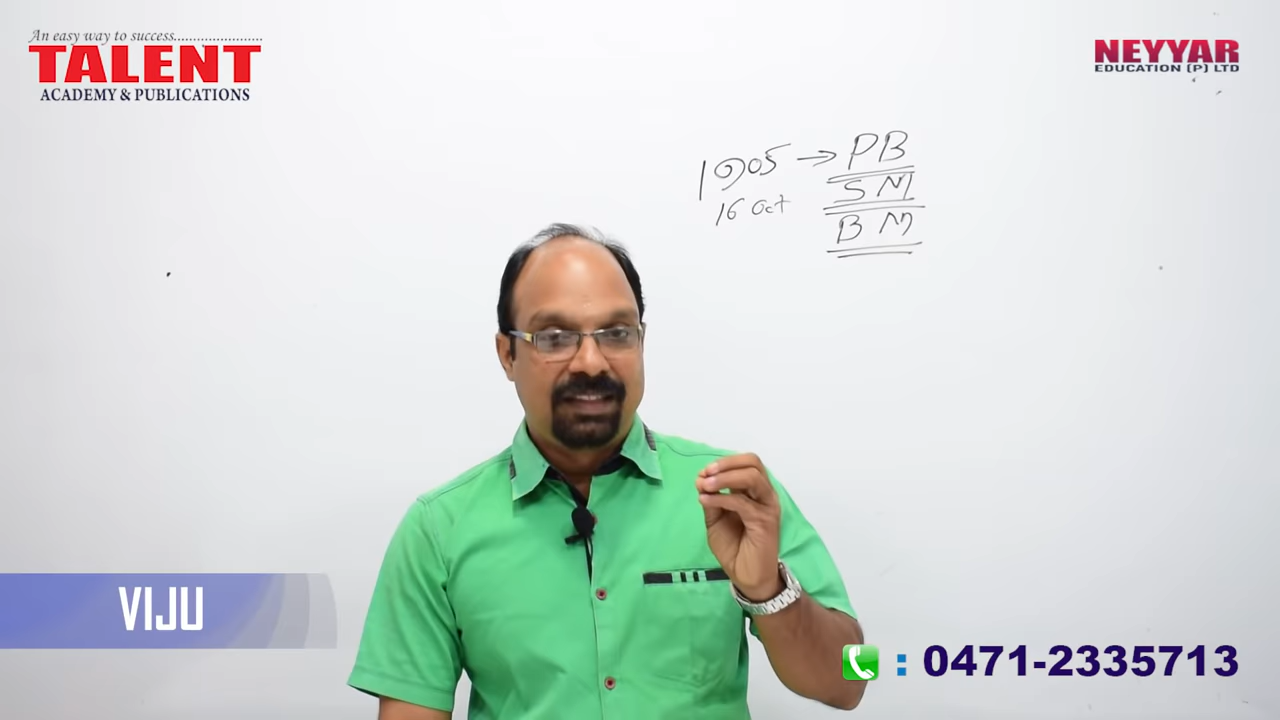 An easy way to success......................
TALENT
ACADEMY & PUBLICATIONS
NEYYAR
EDUCATION (P) LTD
1905 → PB
16 Oct
SM
BM
VIJU
: 0471-2335713